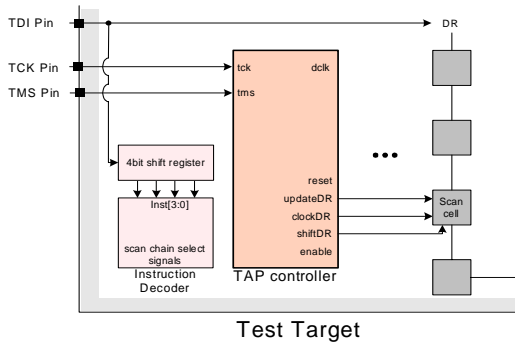 TDI Pin
DR
TCK Pin
tck
dclk
TMS Pin
tms
4bit shift register
Inst[3:0]
scan chain select
signals
Instruction
Decoder
reset
updateDR
clockDR
shiftDR
enable
TAP controller
Scan
cell
Test Target